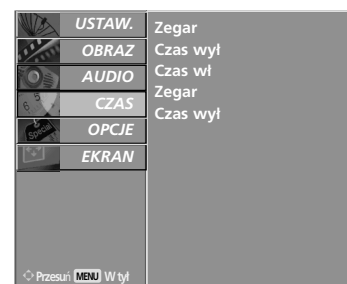 USTAW.
OBRAZ
AUDIO
CZAS
OPCJE
EKRAN
Zegar
Czas wył
Czas wł
Zegar
Czas wył
Przesuń MENU W tył